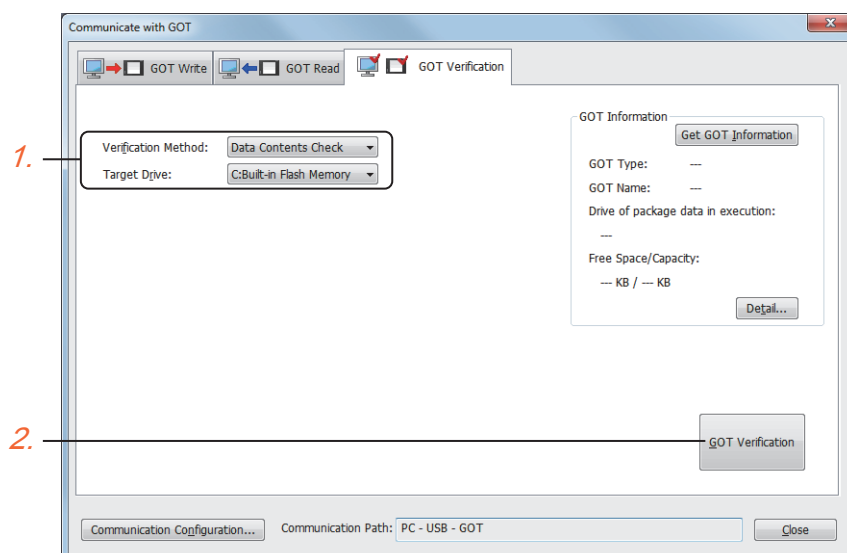 Communicate with GOT
x
GOT Write
GOT Read
GOT Verification
1.
Verification Method:
Data Contents Check
Target Drive:
C:Built-in Flash Memory
GOT Information
Get GOT Information
GOT Type: ---
GOT Name: ---
Drive of package data in execution:
---
Free Space/Capacity:
--- KB / --- KB
Detail...
2.
GOT Verification
Communication Configuration...
Communication Path:
PC - USB - GOT
Close